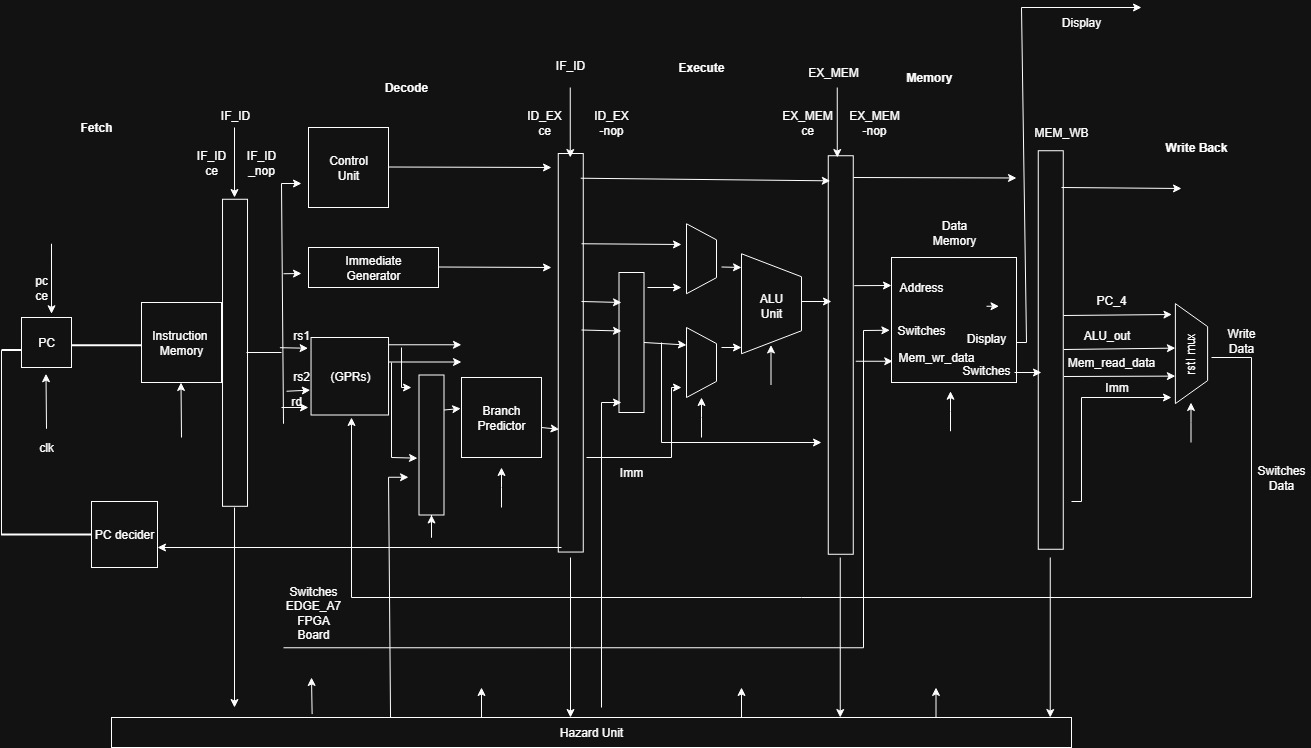 Display
IF_ID
Execute
EX_MEM
Memory
Decode
IF_ID
ID_EX
ce
ID_EX
-nop
EX_MEM
ce
EX_MEM
-nop
Fetch
MEM_WB
Write Back
IF_ID
ce
IF_ID
_nop
Control
Unit
Data
Memory
Immediate
Generator
pc
ce
Address
ALU
Unit
PC_4
Switches
Display
Mem_wr_data
Switches
ALU_out
Mem_read_data
Imm
rstl mux
Write
Data
PC
Instruction
Memory
rs1
rs2
rd
(GPRs)
Branch
Predictor
clk
Imm
Switches
Data
PC decider
Switches
EDGE_A7
FPGA
Board
Hazard Unit